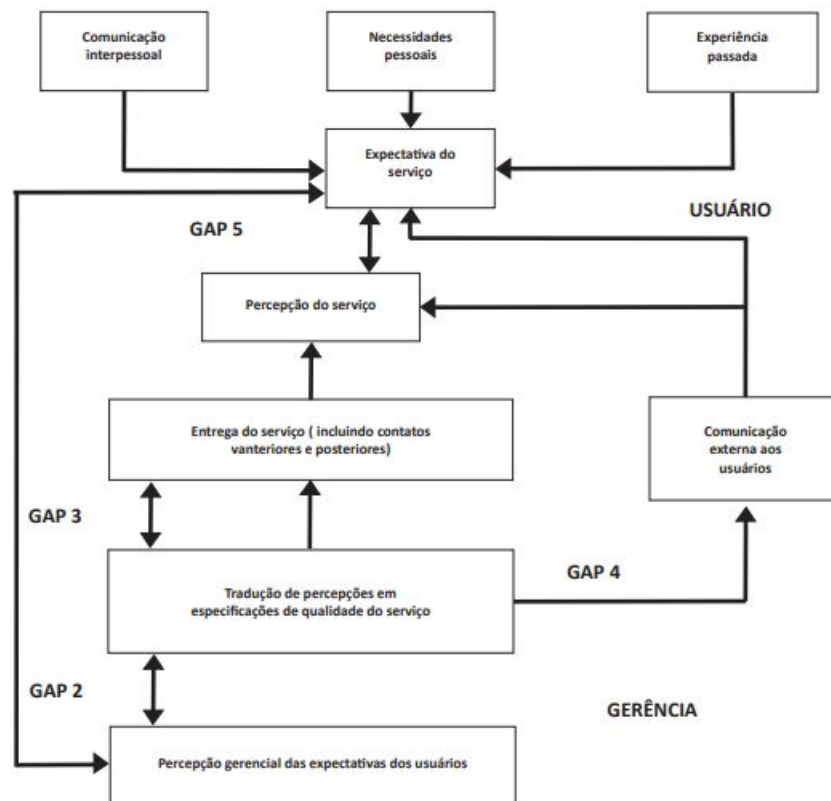 Comunicação
interpessoal
Necessidades
pessoais
Experiência
passada
Expectativa do
serviço
USUÁRIO
GAP 5
Percepção do serviço
Entrega do serviço ( incluindo contatos
vanteriores e posteriores)
Comunicação
externa aos
usuários
GAP 3
Tradução de percepções em
especificações de qualidade do serviço
GAP 4
GAP 2
GERÊNCIA
Percepção gerencial das expectativas dos usuários